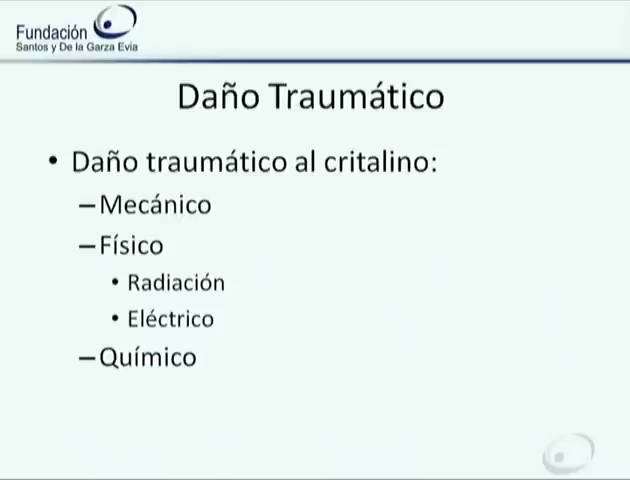 Fundación
Santos y De la Garza Evia
Daño Traumático
• Daño traumático al critalino:
–Mecánico
–Físico
• Radiación
• Eléctrico
–Químico